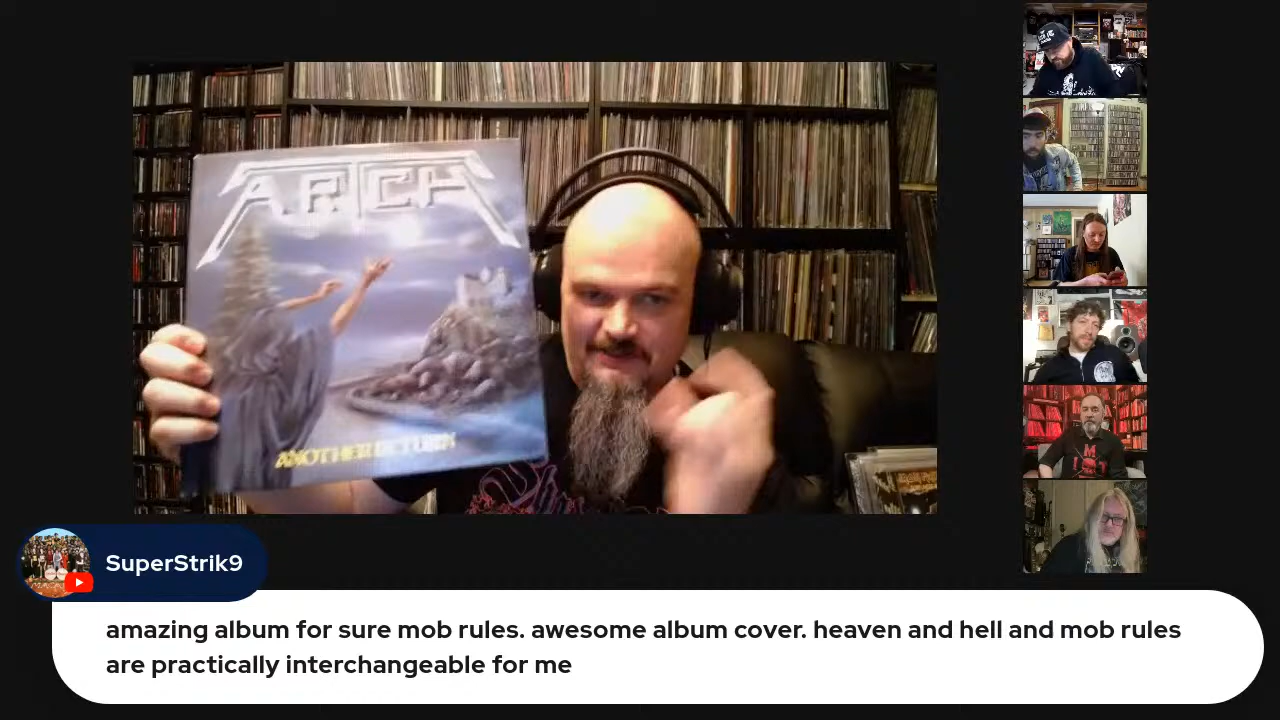 ARTCH
ANOTHER RETURN
SuperStrik9
amazing album for sure mob rules. awesome album cover. heaven and hell and mob rules
are practically interchangeable for me